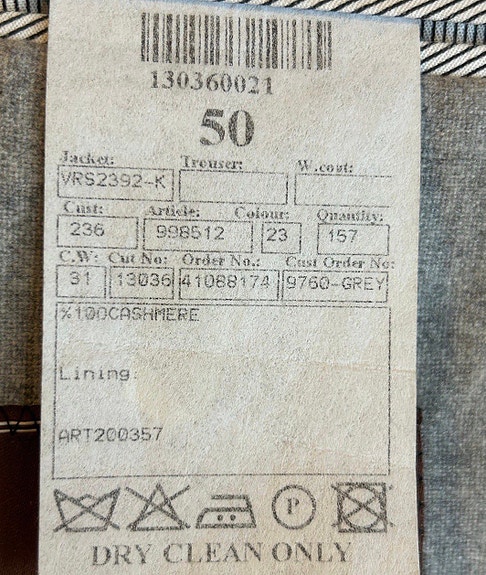 130360021
50
Jacket: Trouser: W.coat:
VRS2392-K
Cust: Article: Colour: Quantity:
236 998512 23 157
C.W: Cut No: Order No.: Cust Order No:
31 13036 41088174 9760-GREY
%100CASHMERE
Lining:
ART200357
P
DRY CLEAN ONLY